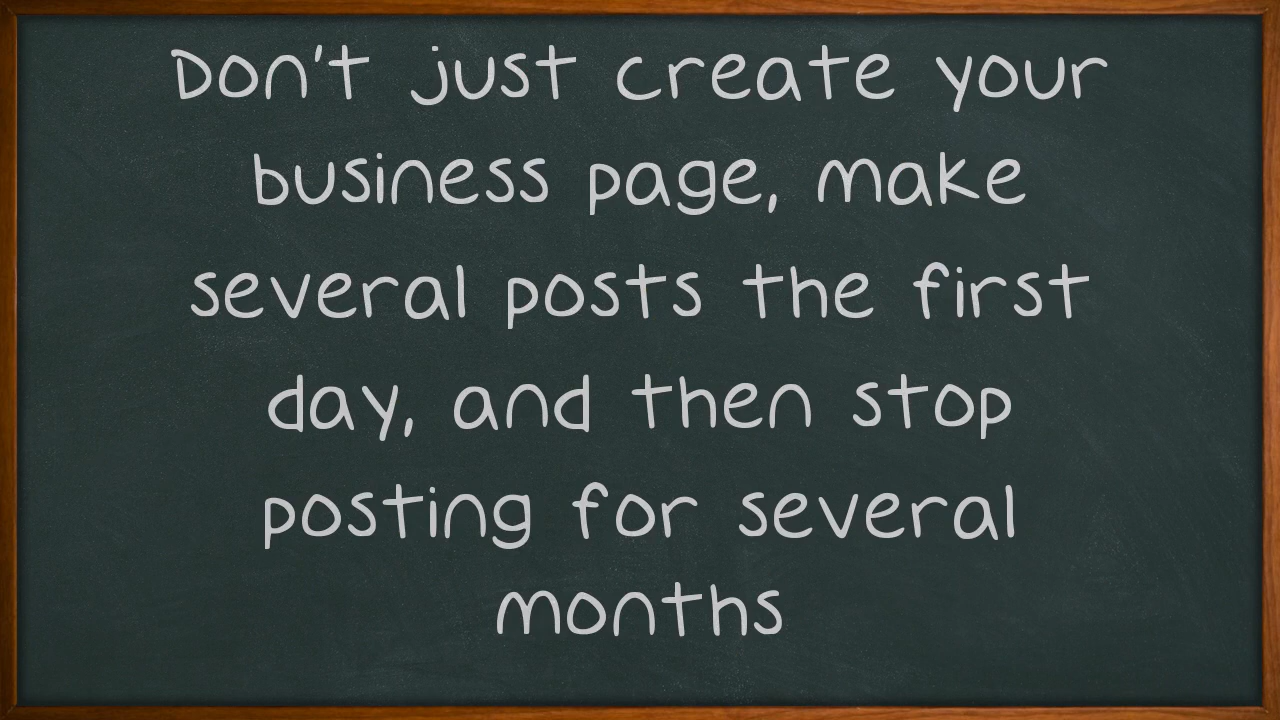 Don't just create your
business page, make
several posts the first
day, and then stop
posting for several
months